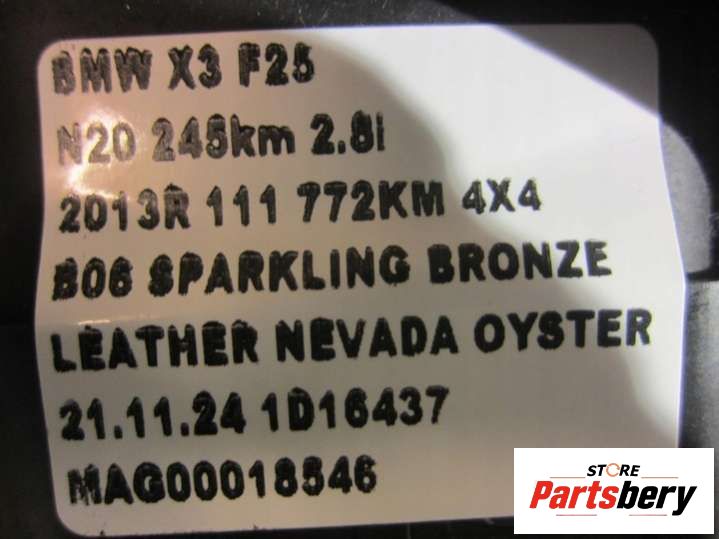 BMW X3 F25
N20 245km 2.8i
2013R 111 772KM 4X4
B06 SPARKLING BRONZE
LEATHER NEVADA OYSTER
21.11.24 1D16437
MAG00018546
STORE
Partsbery